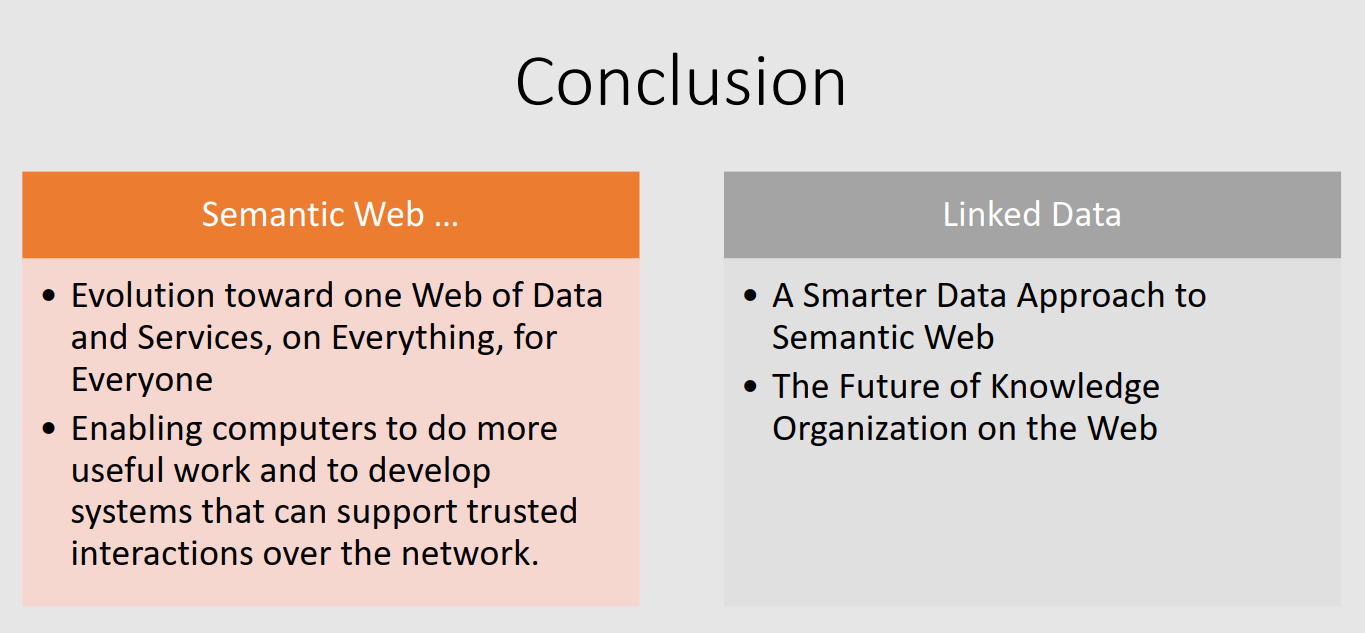 Conclusion
Semantic Web ...
• Evolution toward one Web of Data
and Services, on Everything, for
Everyone
• Enabling computers to do more
useful work and to develop
systems that can support trusted
interactions over the network.
Linked Data
• A Smarter Data Approach to
Semantic Web
• The Future of Knowledge
Organization on the Web